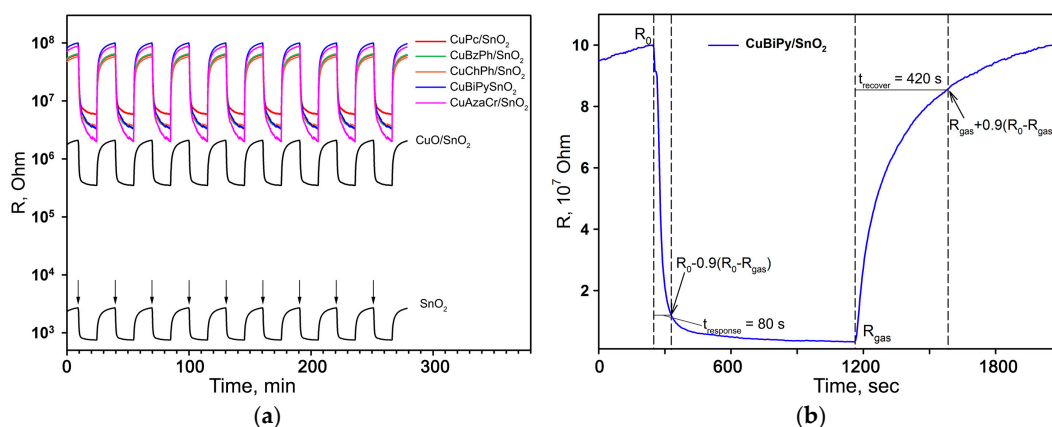 10⁸
10⁷
10⁶
10⁵
10⁴
10³
R, Ohm
CuPc/SnO₂
CuBzPh/SnO₂
CuChPh/SnO₂
CuBiPySnO₂
CuAzaCr/SnO₂
CuO/SnO₂
SnO₂
0 100 200 300 400
Time, min
(a)
R₀
CuBiPy/SnO₂
t_recover = 420 s
R_gas+0.9(R₀-R_gas
R₀-0.9(R₀-R_gas)
t_response = 80 s
R_gas
10
8
6
4
2
R, 10⁷ Ohm
0 600 1200 1800
Time, sec
(b)